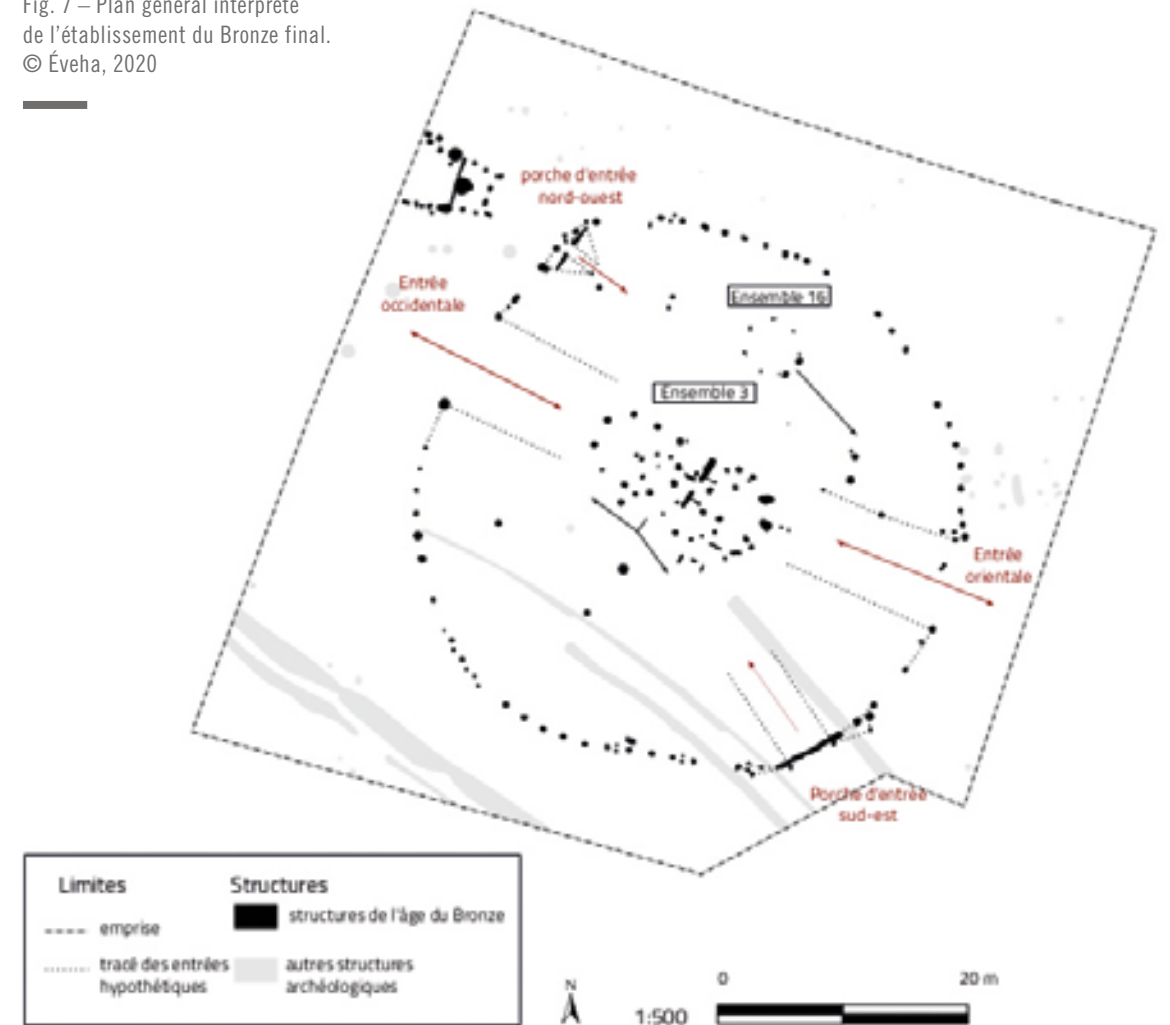 Fig. 7 – Plan général interprété
de l'établissement du Bronze final.
© Éveha, 2020
porche d'entrée
nord-ouest
Entrée
occidentale
Ensemble 16
Ensemble 3
Entrée
orientale
Porche d'entrée
sud-est
Limites
emprise
tracé des entrées
hypothétiques
Structures
structures de l'âge du Bronze
autres structures
archéologiques
N
1:500
0
20 m